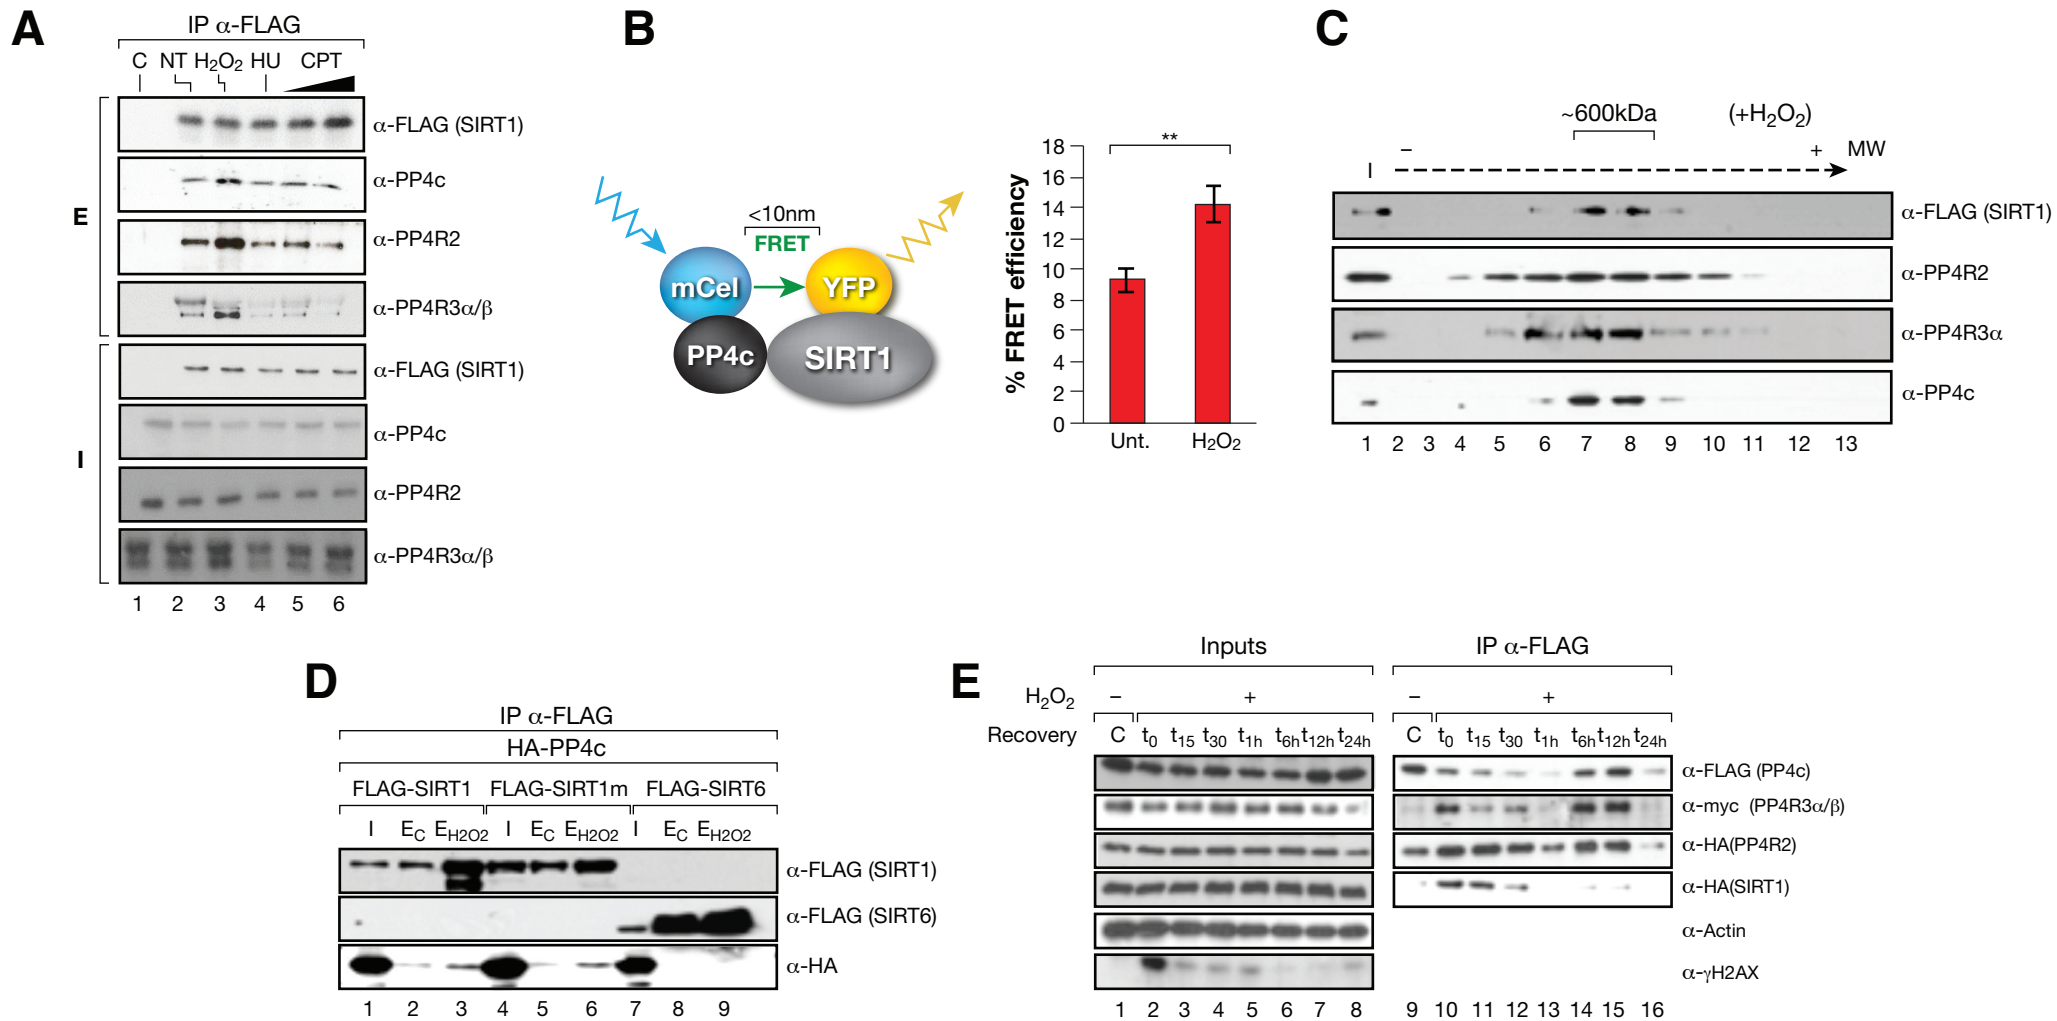 A
IP α-FLAG
C NT H2O2 HU CPT
E
α-FLAG (SIRT1)
α-PP4c
α-PP4R2
α-PP4R3α/β
I
α-FLAG (SIRT1)
α-PP4c
α-PP4R2
α-PP4R3α/β
1 2 3 4 5 6
B
<10nm
FRET
mCel
YFP
PP4c
SIRT1
% FRET efficiency
**
18
16
14
12
10
8
6
4
2
0
Unt. H2O2
C
~600kDa (+H2O2)
I – + MW
α-FLAG (SIRT1)
α-PP4R2
α-PP4R3α
α-PP4c
1 2 3 4 5 6 7 8 9 10 11 12 13
D
IP α-FLAG
HA-PP4c
FLAG-SIRT1 FLAG-SIRT1m FLAG-SIRT6
I EC EH2O2 I EC EH2O2 I EC EH2O2
α-FLAG (SIRT1)
α-FLAG (SIRT6)
α-HA
1 2 3 4 5 6 7 8 9
E
Inputs IP α-FLAG
H2O2 – + – +
Recovery C t0 t15 t30 t1h t6h t12h t24h C t0 t15 t30 t1h t6h t12h t24h
α-FLAG (PP4c)
α-myc (PP4R3α/β)
α-HA(PP4R2)
α-HA(SIRT1)
α-Actin
α-γH2AX
1 2 3 4 5 6 7 8 9 10 11 12 13 14 15 16